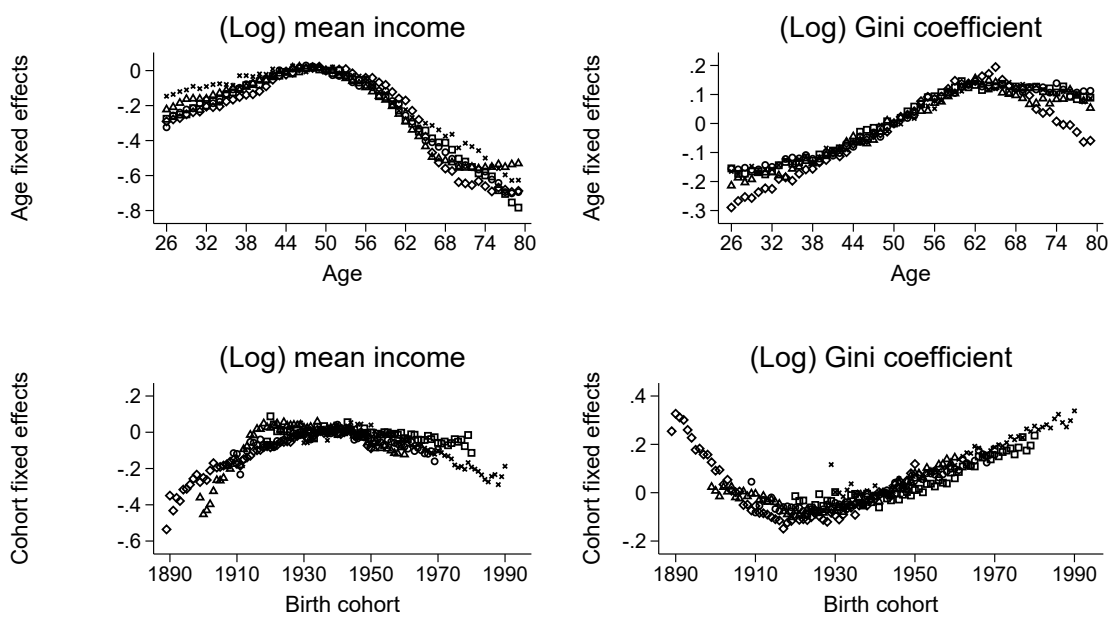 (Log) mean income
Age fixed effects
0
-.2
-.4
-.6
-.8
26 32 38 44 50 56 62 68 74 80
Age
(Log) Gini coefficient
Age fixed effects
.2
.1
0
-.1
-.2
-.3
26 32 38 44 50 56 62 68 74 80
Age
(Log) mean income
Cohort fixed effects
.2
0
-.2
-.4
-.6
1890 1910 1930 1950 1970 1990
Birth cohort
(Log) Gini coefficient
Cohort fixed effects
.4
.2
0
-.2
1890 1910 1930 1950 1970 1990
Birth cohort